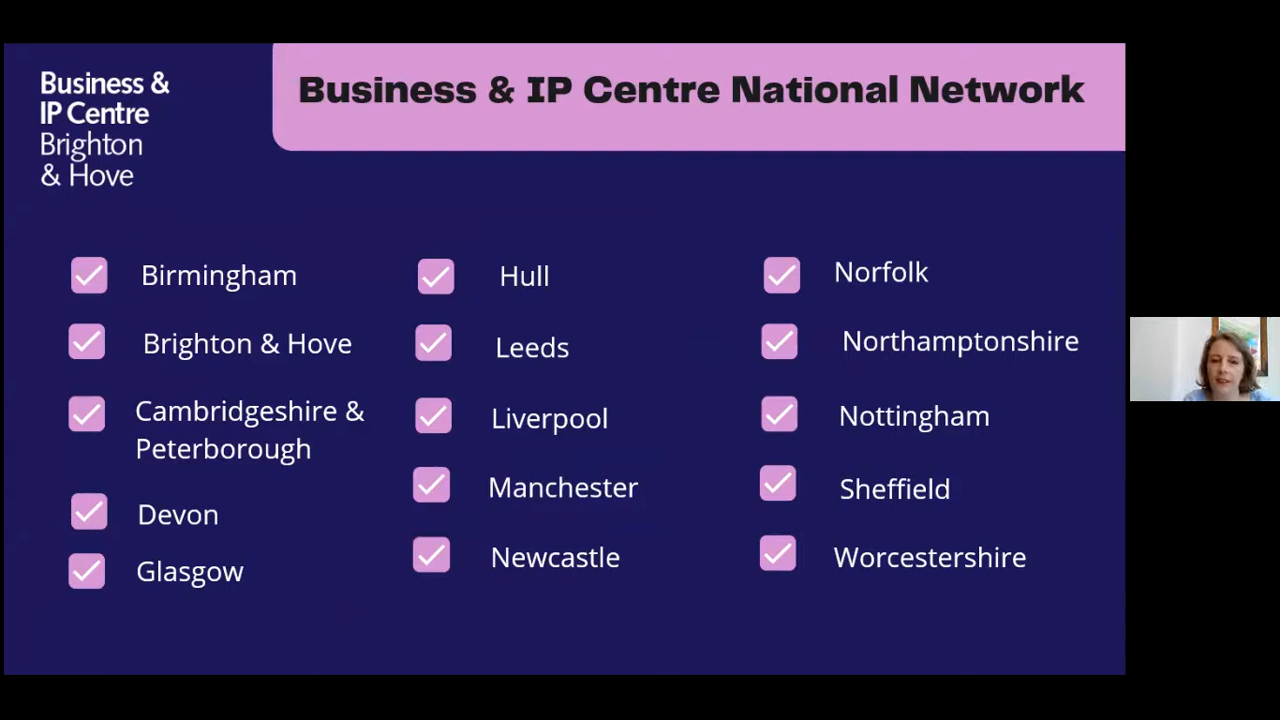 Business &
IP Centre
Brighton
& Hove
Business & IP Centre National Network
Birmingham
Brighton & Hove
Cambridgeshire &
Peterborough
Devon
Glasgow
Hull
Leeds
Liverpool
Manchester
Newcastle
Norfolk
Northamptonshire
Nottingham
Sheffield
Worcestershire